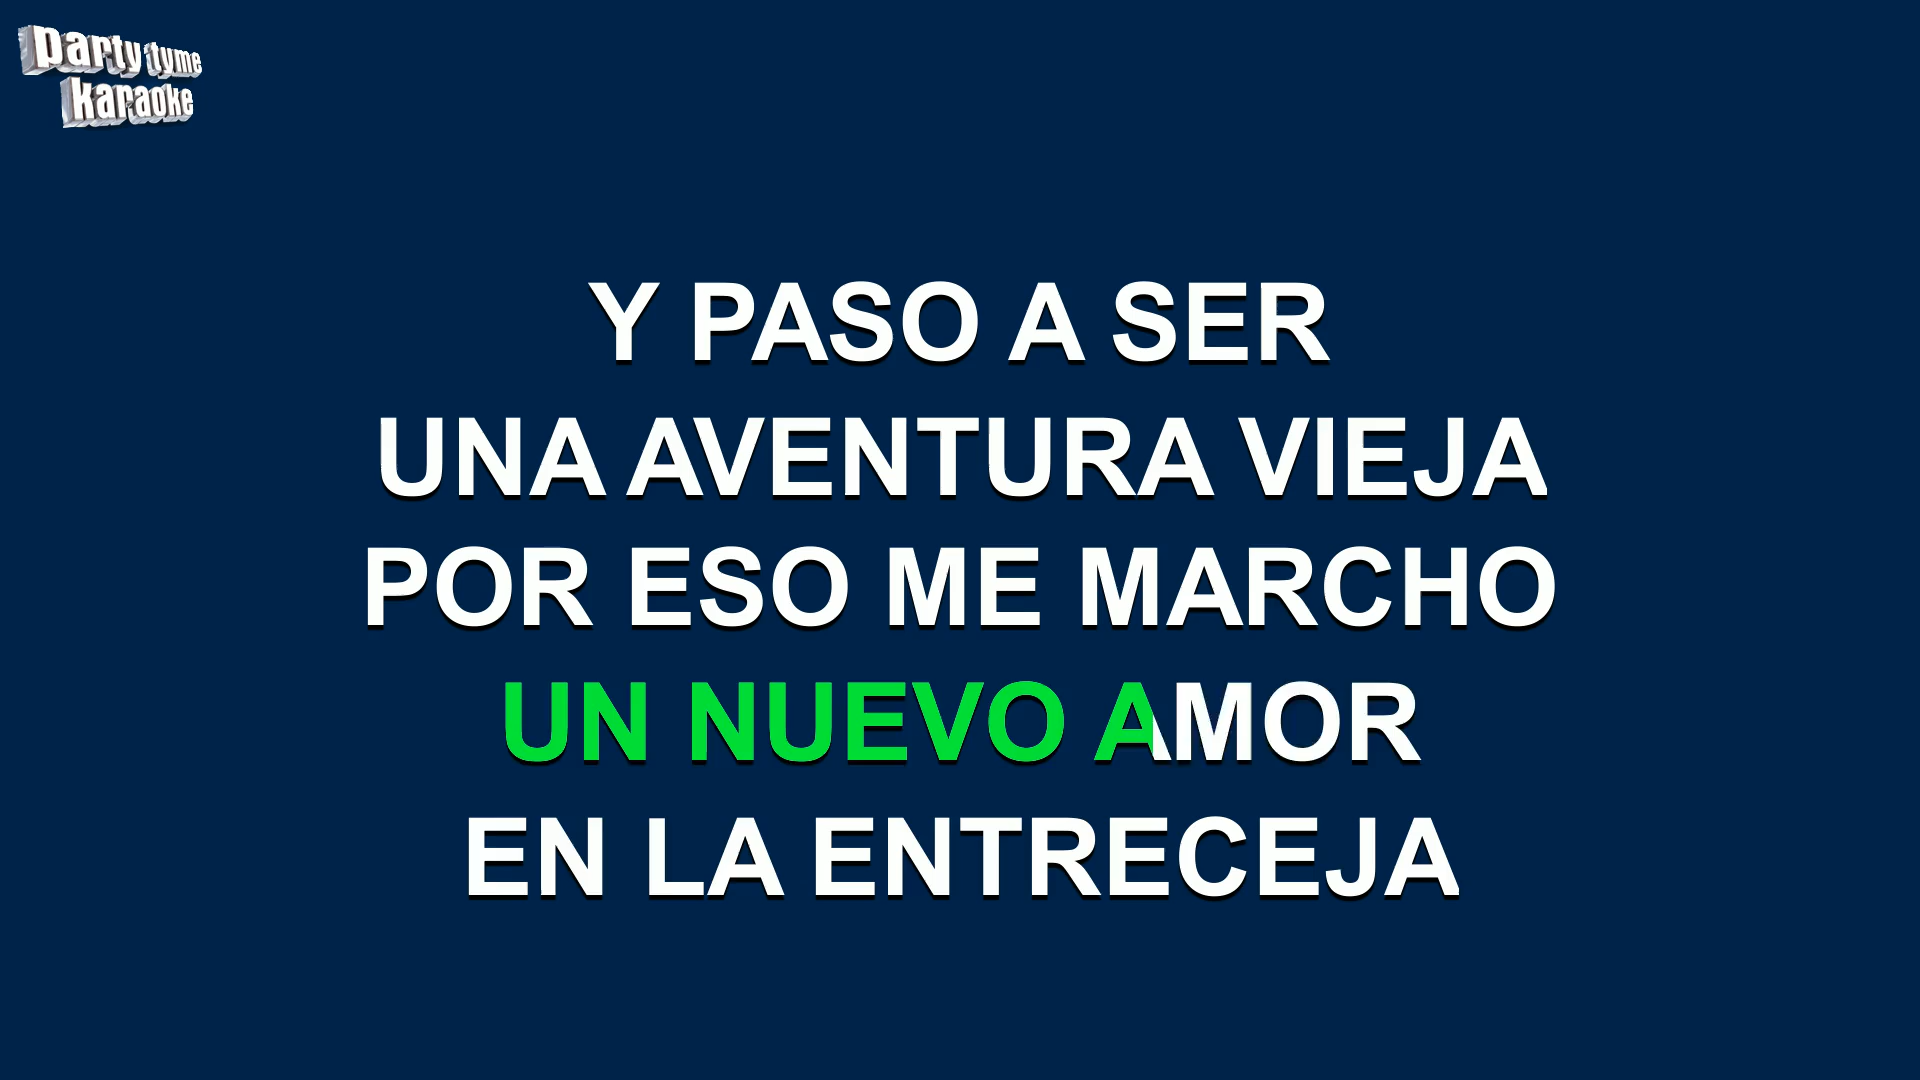 party tyme
karaoke
Y PASO A SER
UNA AVENTURA VIEJA
POR ESO ME MARCHO
UN NUEVO AMOR
EN LA ENTRECEJA